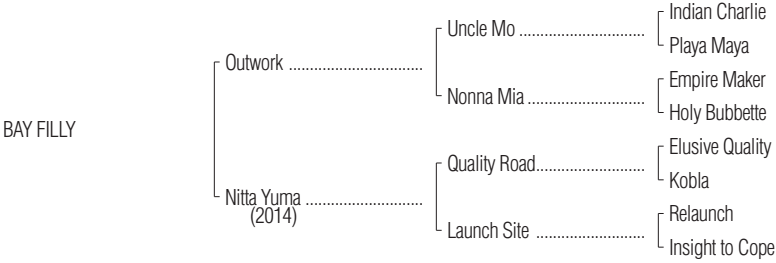 Indian Charlie
Uncle Mo ................................
Playa Maya
Outwork ..................................
Empire Maker
Nonna Mia ..............................
Holy Bubbette
BAY FILLY
Elusive Quality
Quality Road............................
Kobla
Nitta Yuma ..............................
(2014)
Relaunch
Launch Site ............................
Insight to Cope